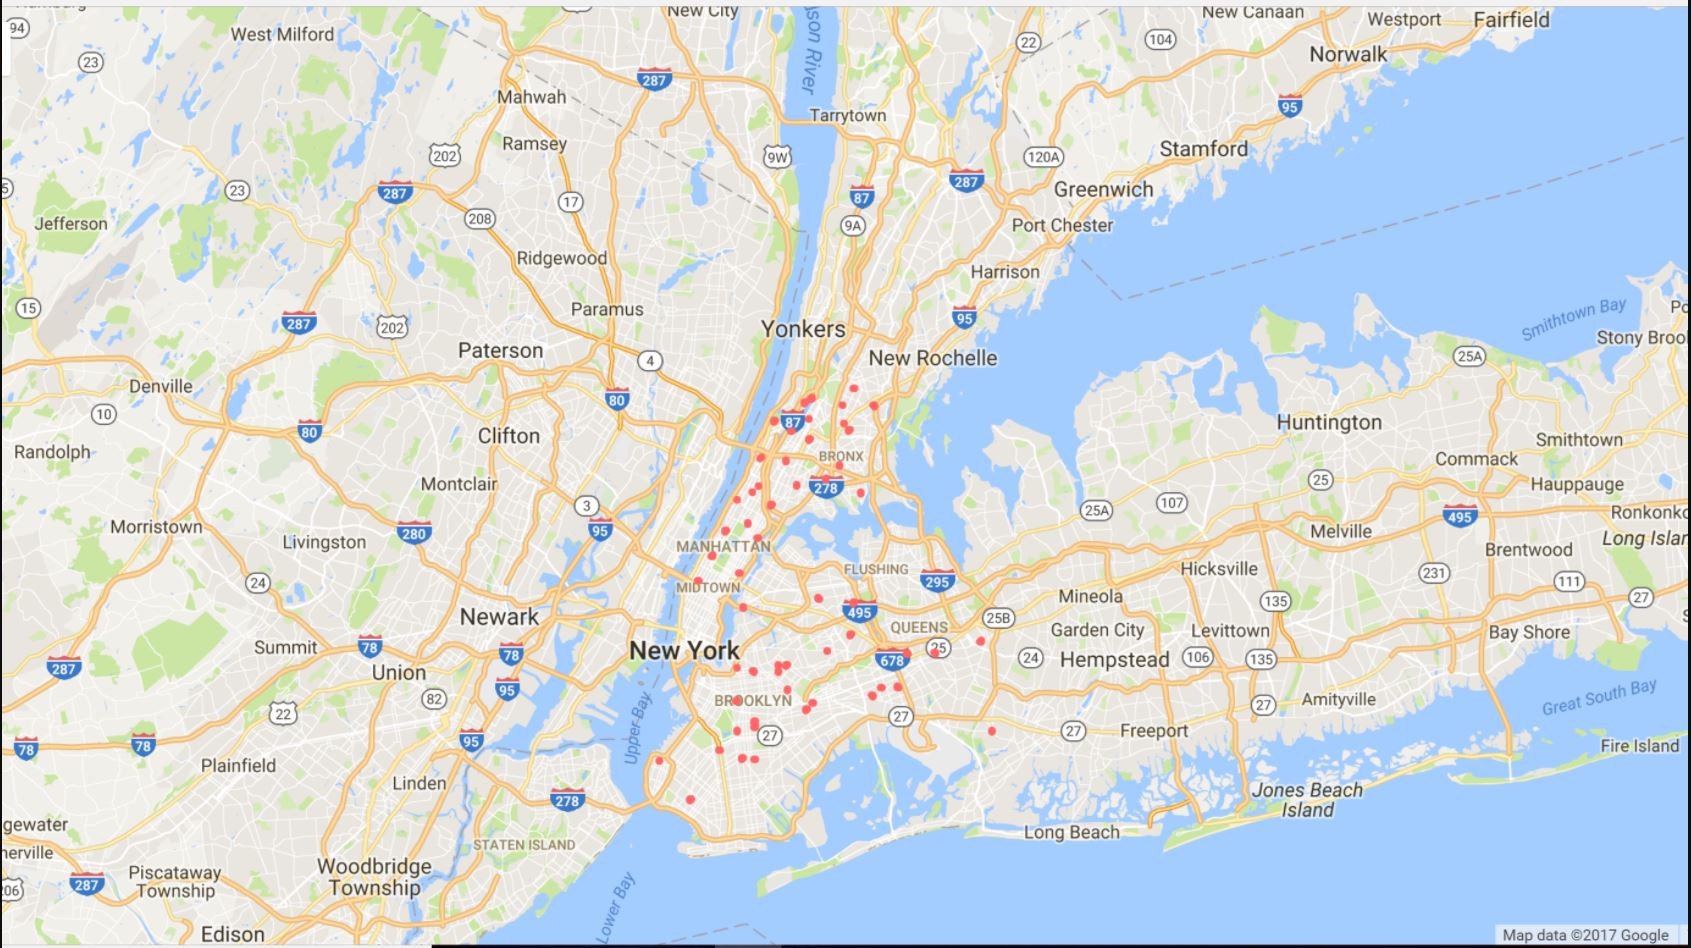 New City
New Canaan
Westport
Fairfield
94
West Milford
22
104
Norwalk
23
287
Mahwah
95
Tarrytown
Ramsey
202
9W
120A
Stamford
23
287
17
87
287
Greenwich
Jefferson
208
9A
Port Chester
Ridgewood
Harrison
15
Paramus
287
202
95
Smithtown Bay
Yonkers
Stony Broo
Paterson
4
New Rochelle
25A
Denville
80
10
80
Clifton
87
Huntington
Randolph
BRONX
Smithtown
Commack
Montclair
278
25
Hauppauge
3
107
25A
Morristown
280
95
495
Ronkonko
Livingston
MANHATTAN
Melville
Long Islan
Brentwood
FLUSHING
Hicksville
24
MIDTOWN
295
231
111
Mineola
135
27
Newark
495
25B
QUEENS
Garden City
Levittown
Bay Shore
Summit
78
78
New York
678
25
24
Hempstead
106
135
287
Union
95
82
BROOKLYN
Great South Bay
22
27
27
Amityville
Upper Bay
27
27
Freeport
78
78
95
Fire Island
Plainfield
Linden
278
Jones Beach
Island
gewater
Long Beach
STATEN ISLAND
nerville
Woodbridge
Township
Piscataway
Township
287
206
Lower Bay
Edison
Map data ©2017 Google